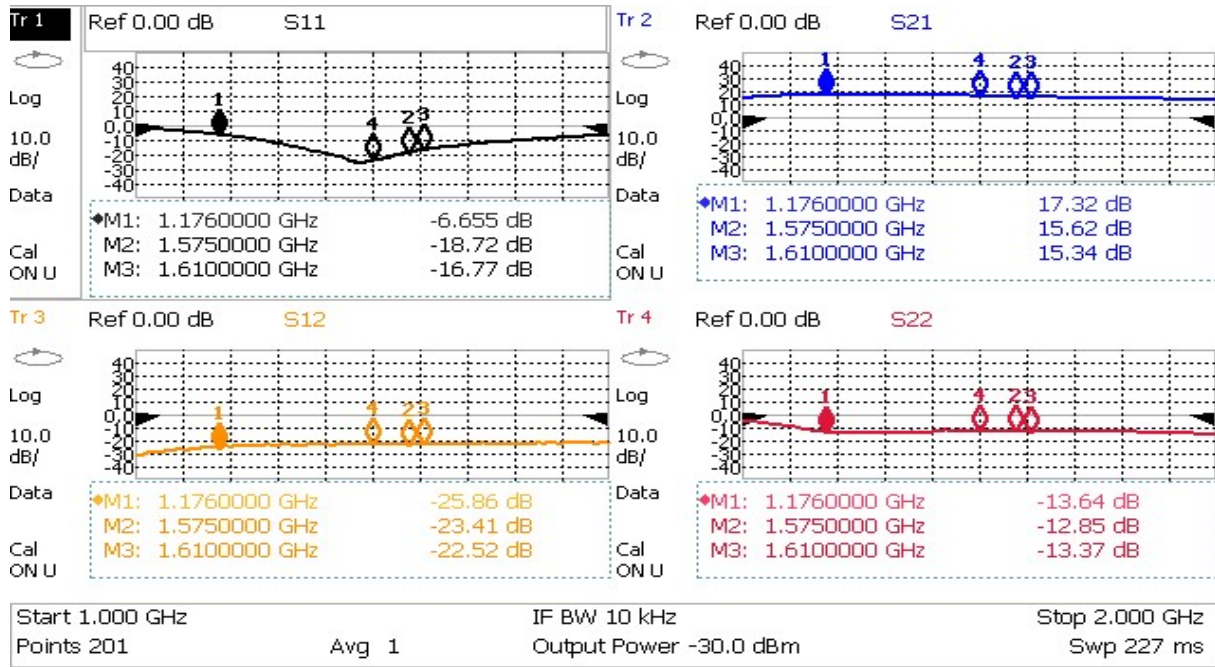 Tr 1
Ref 0.00 dB S11
Log
10.0
dB/
Data
Cal
ON U
40
30
20
10
0.0
-10
-20
-30
-40
1 4 2 3
M1: 1.1760000 GHz -6.655 dB
M2: 1.5750000 GHz -18.72 dB
M3: 1.6100000 GHz -16.77 dB
Tr 2
Ref 0.00 dB S21
Log
10.0
dB/
Data
Cal
ON U
40
30
20
10
0.0
-10
-20
-30
-40
1 4 2 3
M1: 1.1760000 GHz 17.32 dB
M2: 1.5750000 GHz 15.62 dB
M3: 1.6100000 GHz 15.34 dB
Tr 3
Ref 0.00 dB S12
Log
10.0
dB/
Data
Cal
ON U
40
30
20
10
0.0
-10
-20
-30
-40
1 4 2 3
M1: 1.1760000 GHz -25.86 dB
M2: 1.5750000 GHz -23.41 dB
M3: 1.6100000 GHz -22.52 dB
Tr 4
Ref 0.00 dB S22
Log
10.0
dB/
Data
Cal
ON U
40
30
20
10
0.0
-10
-20
-30
-40
1 4 2 3
M1: 1.1760000 GHz -13.64 dB
M2: 1.5750000 GHz -12.85 dB
M3: 1.6100000 GHz -13.37 dB
Start 1.000 GHz IF BW 10 kHz Stop 2.000 GHz
Points 201 Avg 1 Output Power -30.0 dBm Swp 227 ms